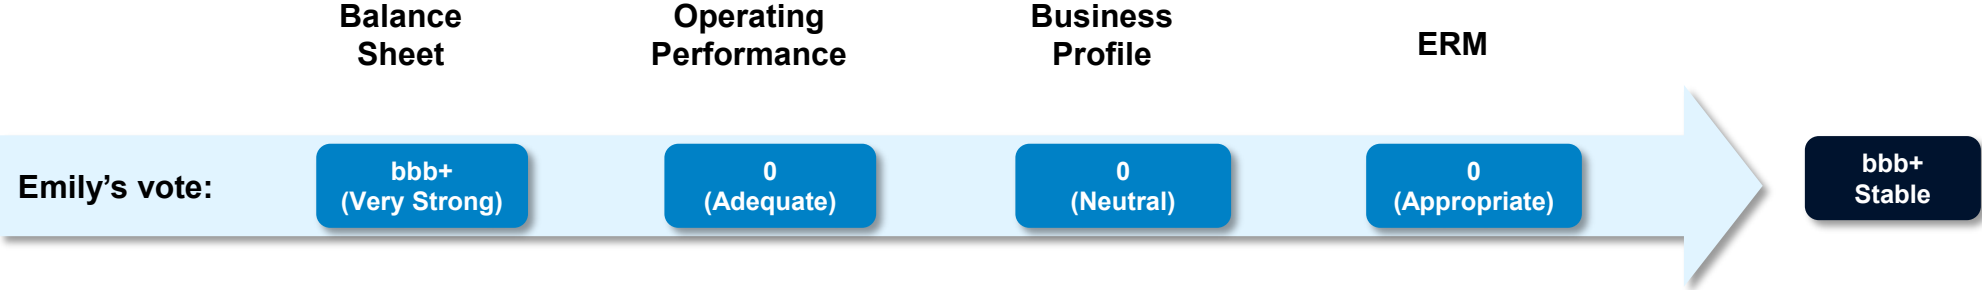 Balance
Sheet
Operating
Performance
Business
Profile
ERM
Emily’s vote:
bbb+
(Very Strong)
0
(Adequate)
0
(Neutral)
0
(Appropriate)
bbb+
Stable